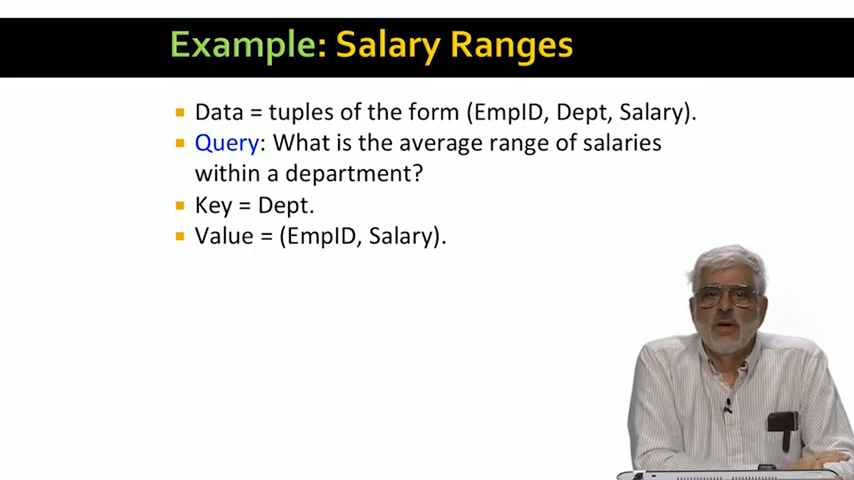 Example: Salary Ranges
Data = tuples of the form (EmpID, Dept, Salary).
Query: What is the average range of salaries
within a department?
Key = Dept.
Value = (EmpID, Salary).